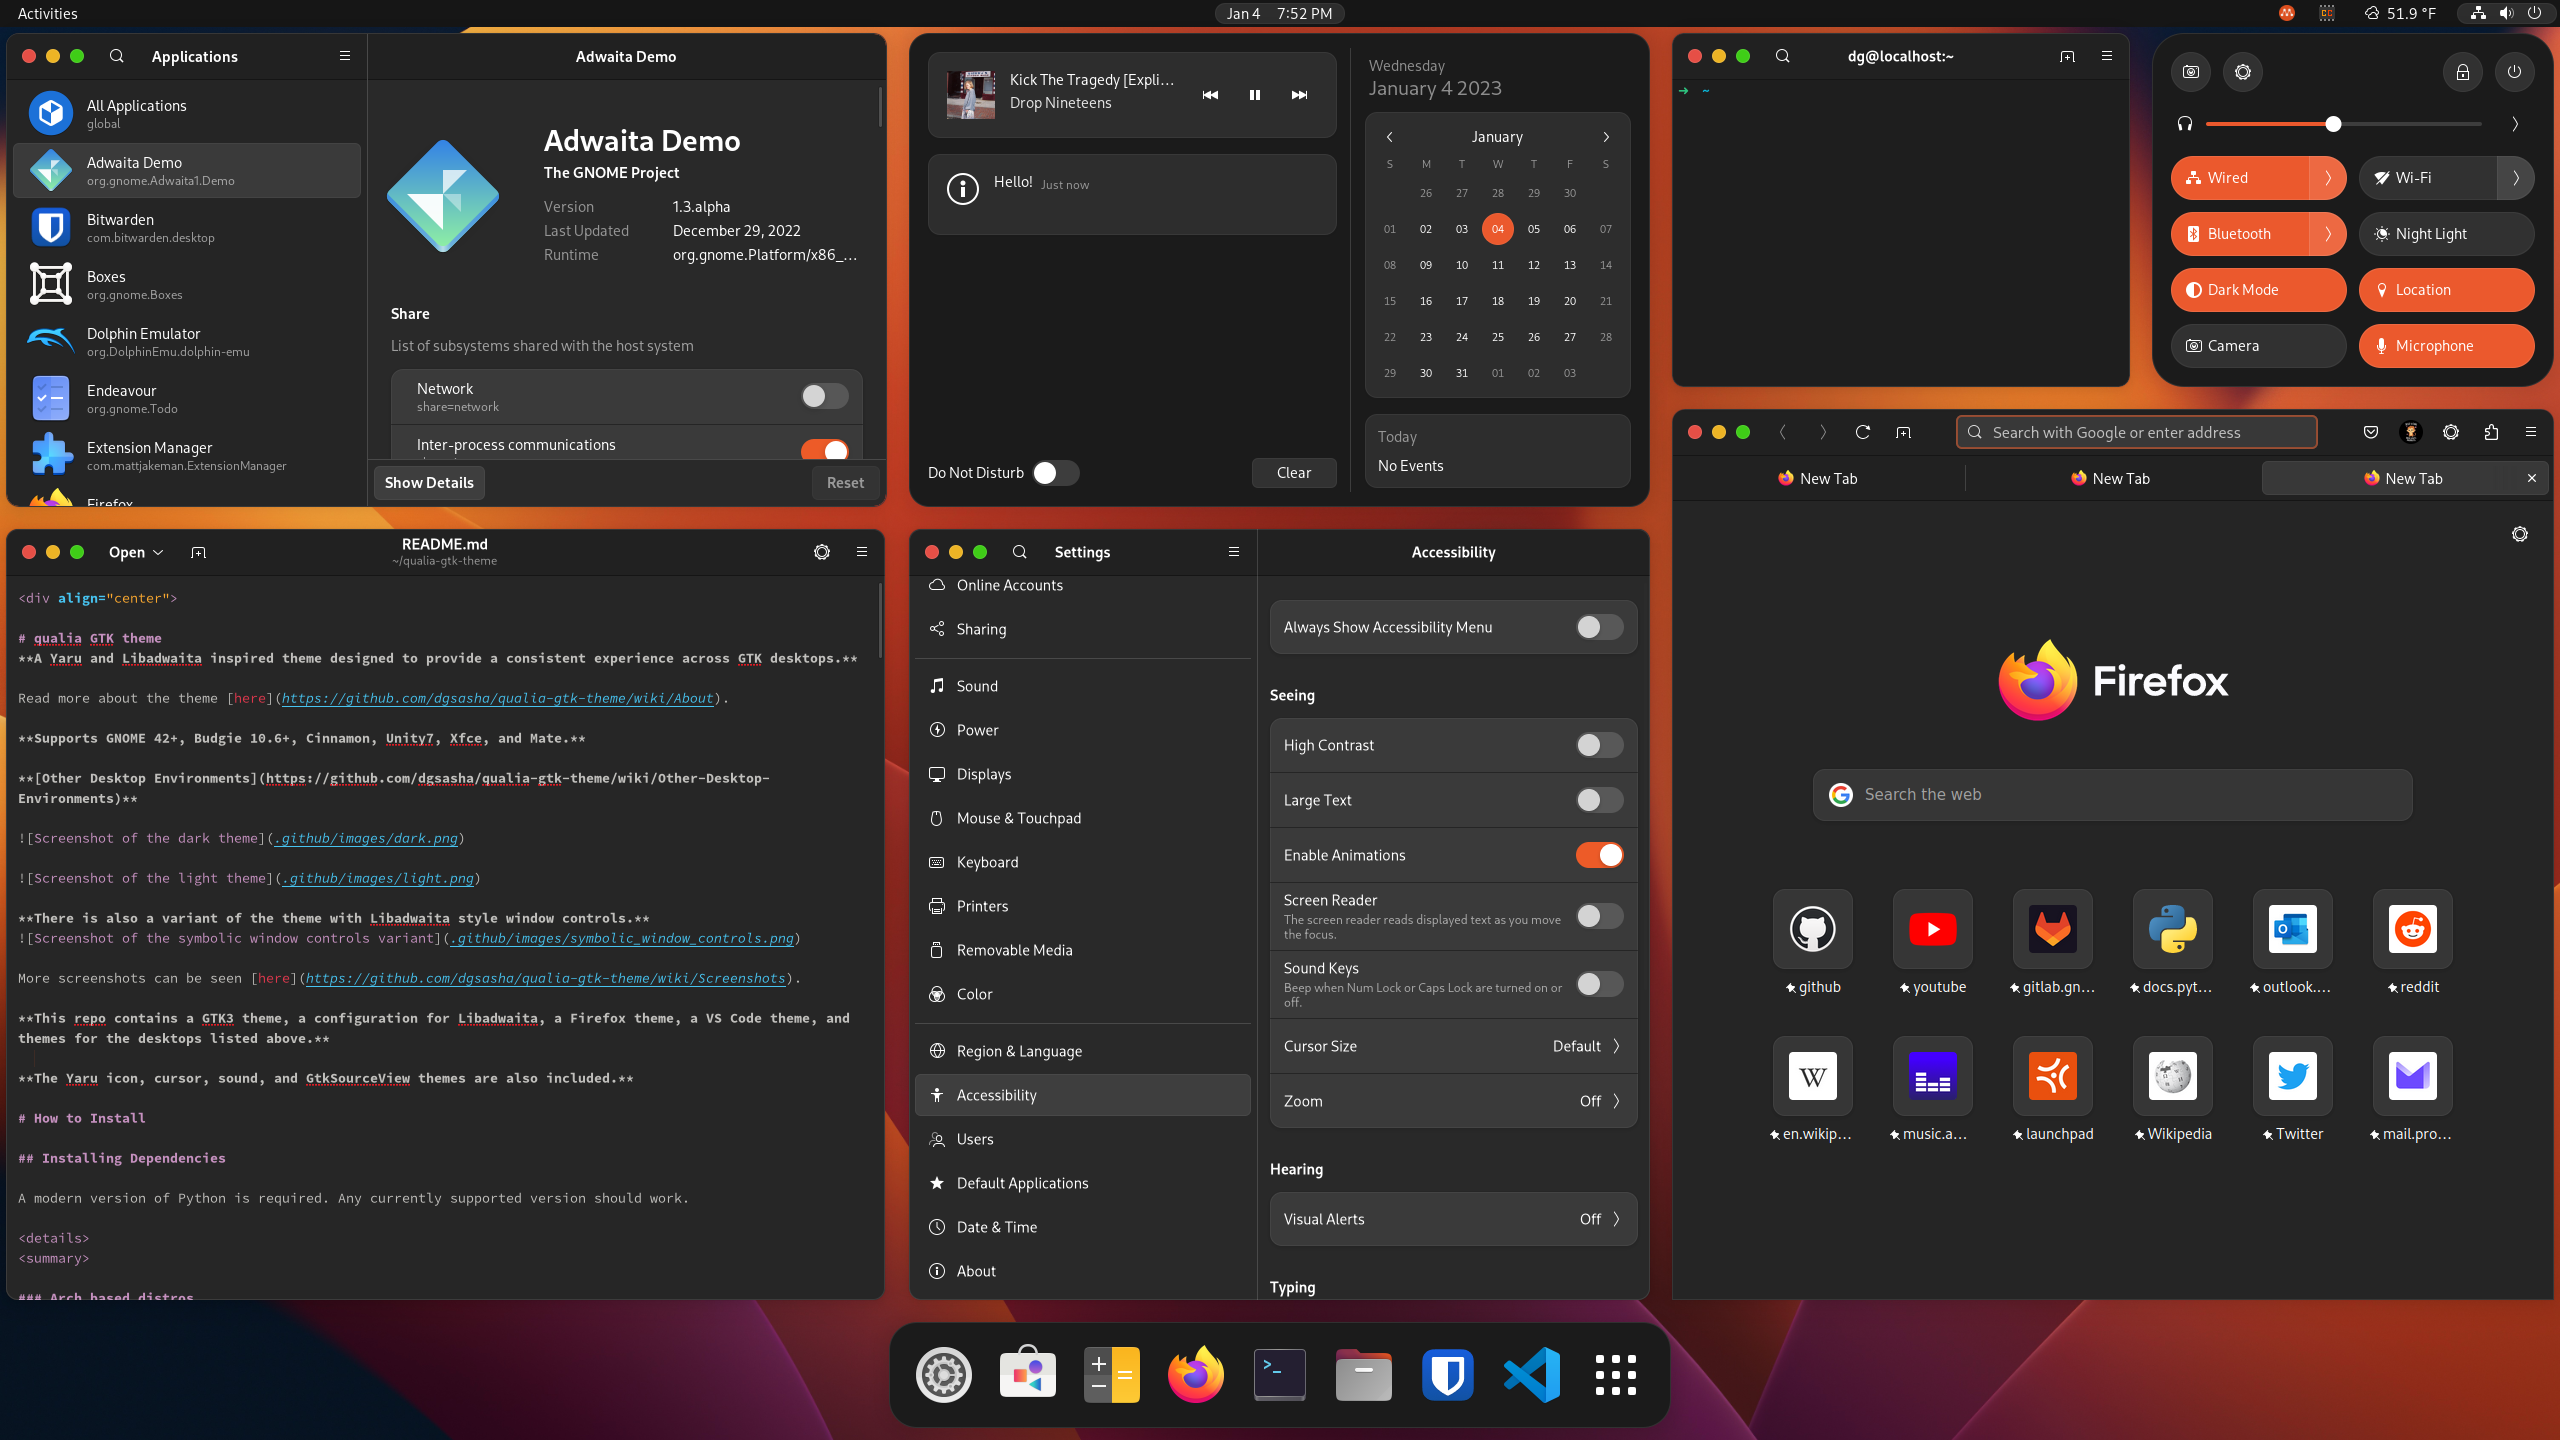 Activities
Jan 4 7:52 PM
51.9 °F
Applications
Adwaita Demo
All Applications
global
Adwaita Demo
org.gnome.Adwaita1.Demo
Bitwarden
com.bitwarden.desktop
Boxes
org.gnome.Boxes
Dolphin Emulator
org.DolphinEmu.dolphin-emu
Endeavour
org.gnome.Todo
Extension Manager
com.mattjakeman.ExtensionManager
Firefox
Adwaita Demo
The GNOME Project
Version 1.3.alpha
Last Updated December 29, 2022
Runtime org.gnome.Platform/x86_...
Share
List of subsystems shared with the host system
Network
share=network
Inter-process communications
Show Details
Reset
Kick The Tragedy [Expli...
Drop Nineteens
Hello! Just now
Do Not Disturb
Clear
Wednesday
January 4 2023
January
S M T W T F S
26 27 28 29 30
01 02 03 04 05 06 07
08 09 10 11 12 13 14
15 16 17 18 19 20 21
22 23 24 25 26 27 28
29 30 31 01 02 03
Today
No Events
dg@localhost:~
➜ ~
Wired
Wi-Fi
Bluetooth
Night Light
Dark Mode
Location
Camera
Microphone
Open
README.md
~/qualia-gtk-theme
<div align="center">
# qualia GTK theme
**A Yaru and Libadwaita inspired theme designed to provide a consistent experience across GTK desktops.**
Read more about the theme [here](https://github.com/dgsasha/qualia-gtk-theme/wiki/About).
**Supports GNOME 42+, Budgie 10.6+, Cinnamon, Unity7, Xfce, and Mate.**
**[Other Desktop Environments](https://github.com/dgsasha/qualia-gtk-theme/wiki/Other-Desktop-
Environments)**
![Screenshot of the dark theme](.github/images/dark.png)
![Screenshot of the light theme](.github/images/light.png)
**There is also a variant of the theme with Libadwaita style window controls.**
![Screenshot of the symbolic window controls variant](.github/images/symbolic_window_controls.png)
More screenshots can be seen [here](https://github.com/dgsasha/qualia-gtk-theme/wiki/Screenshots).
**This repo contains a GTK3 theme, a configuration for Libadwaita, a Firefox theme, a VS Code theme, and
themes for the desktops listed above.**
**The Yaru icon, cursor, sound, and GtkSourceView themes are also included.**
# How to Install
## Installing Dependencies
A modern version of Python is required. Any currently supported version should work.
<details>
<summary>
### Arch based distros
Settings
Accessibility
Online Accounts
Sharing
Sound
Power
Displays
Mouse & Touchpad
Keyboard
Printers
Removable Media
Color
Region & Language
Accessibility
Users
Default Applications
Date & Time
About
Always Show Accessibility Menu
Seeing
High Contrast
Large Text
Enable Animations
Screen Reader
The screen reader reads displayed text as you move
the focus.
Sound Keys
Beep when Num Lock or Caps Lock are turned on or
off.
Cursor Size Default
Zoom Off
Hearing
Visual Alerts Off
Typing
Search with Google or enter address
New Tab
New Tab
New Tab
Firefox
Search the web
github
youtube
gitlab.gn...
docs.pyt...
outlook....
reddit
W
en.wikip...
music.a...
launchpad
Wikipedia
Twitter
mail.pro...